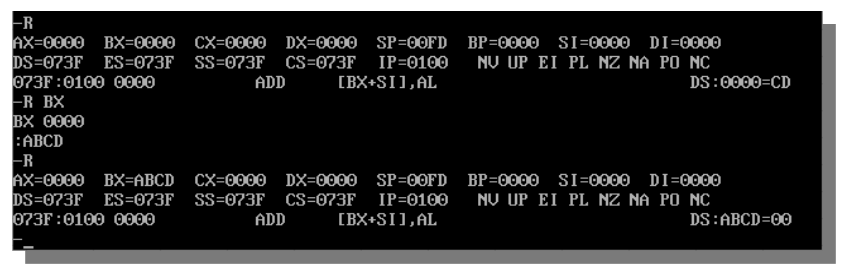 -R
AX=0000 BX=0000 CX=0000 DX=0000 SP=00FD BP=0000 SI=0000 DI=0000
DS=073F ES=073F SS=073F CS=073F IP=0100 NV UP EI PL NZ NA PO NC
073F:0100 0000 ADD [BX+SI],AL DS:0000=CD
-R BX
BX 0000
:ABCD
-R
AX=0000 BX=ABCD CX=0000 DX=0000 SP=00FD BP=0000 SI=0000 DI=0000
DS=073F ES=073F SS=073F CS=073F IP=0100 NV UP EI PL NZ NA PO NC
073F:0100 0000 ADD [BX+SI],AL DS:ABCD=00
-_